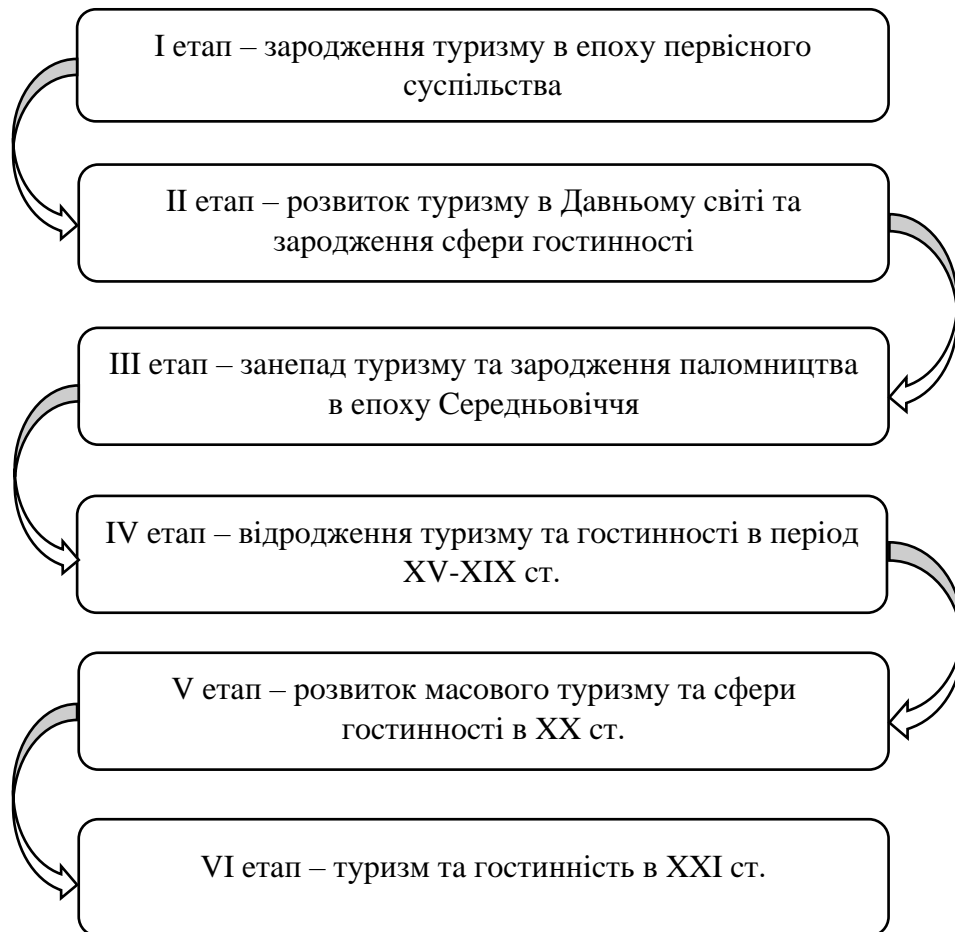 І етап – зародження туризму в епоху первісного
суспільства
ІІ етап – розвиток туризму в Давньому світі та
зародження сфери гостинності
ІІІ етап – занепад туризму та зародження паломництва
в епоху Середньовіччя
IV етап – відродження туризму та гостинності в період
XV-XIX ст.
V етап – розвиток масового туризму та сфери
гостинності в XX ст.
VI етап – туризм та гостинність в XXI ст.